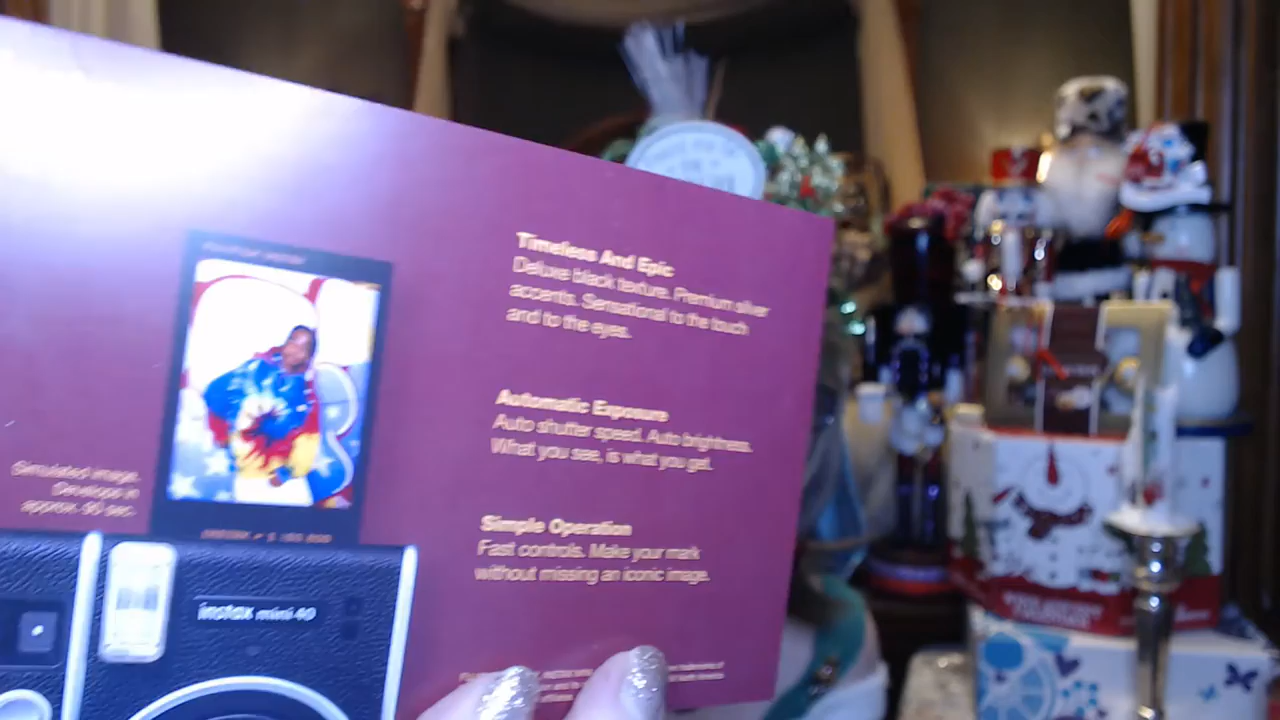 Timeless And Epic
Deluxe black texture. Premium silver
accents. Sensational to the touch
and to the eyes.
Automatic Exposure
Auto shutter speed. Auto brightness.
What you see, is what you get.
Simulated image.
Develops in
approx. 90 sec.
Simple Operation
Fast controls. Make your mark
without missing an iconic image.
instax mini 40